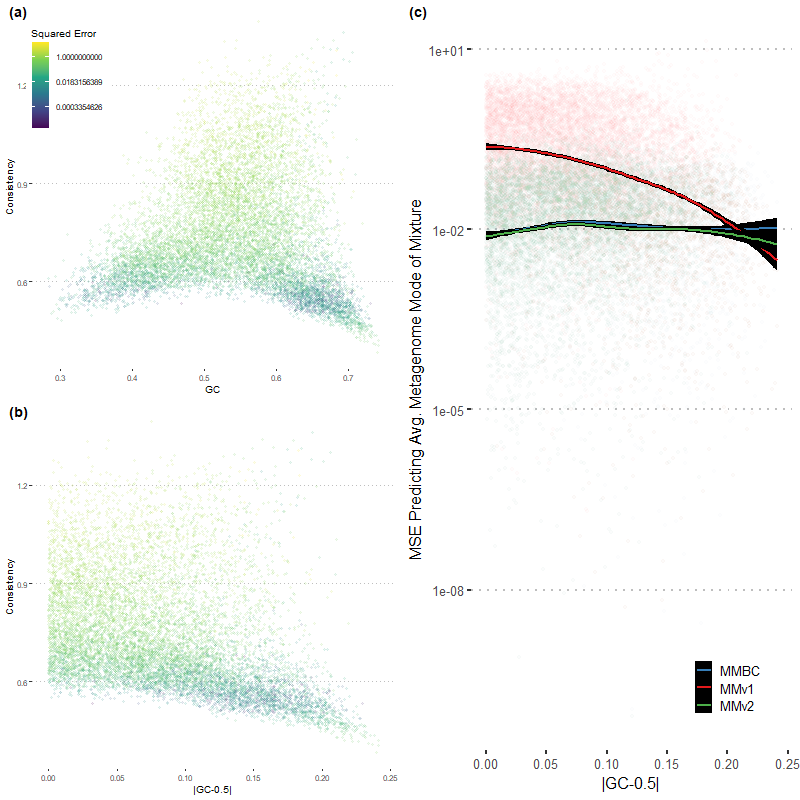 (a)
Squared Error
1.0000000000
0.0183156389
0.0003354626
Consistency
1.2
0.9
0.6
0.3
0.4
0.5
0.6
0.7
GC
(b)
Consistency
1.2
0.9
0.6
0.00
0.05
0.10
0.15
0.20
0.25
|GC-0.5|
(c)
MSE Predicting Avg. Metagenome Mode of Mixture
1e+01
1e-02
1e-05
1e-08
MMBC
MMv1
MMv2
0.00
0.05
0.10
0.15
0.20
0.25
|GC-0.5|